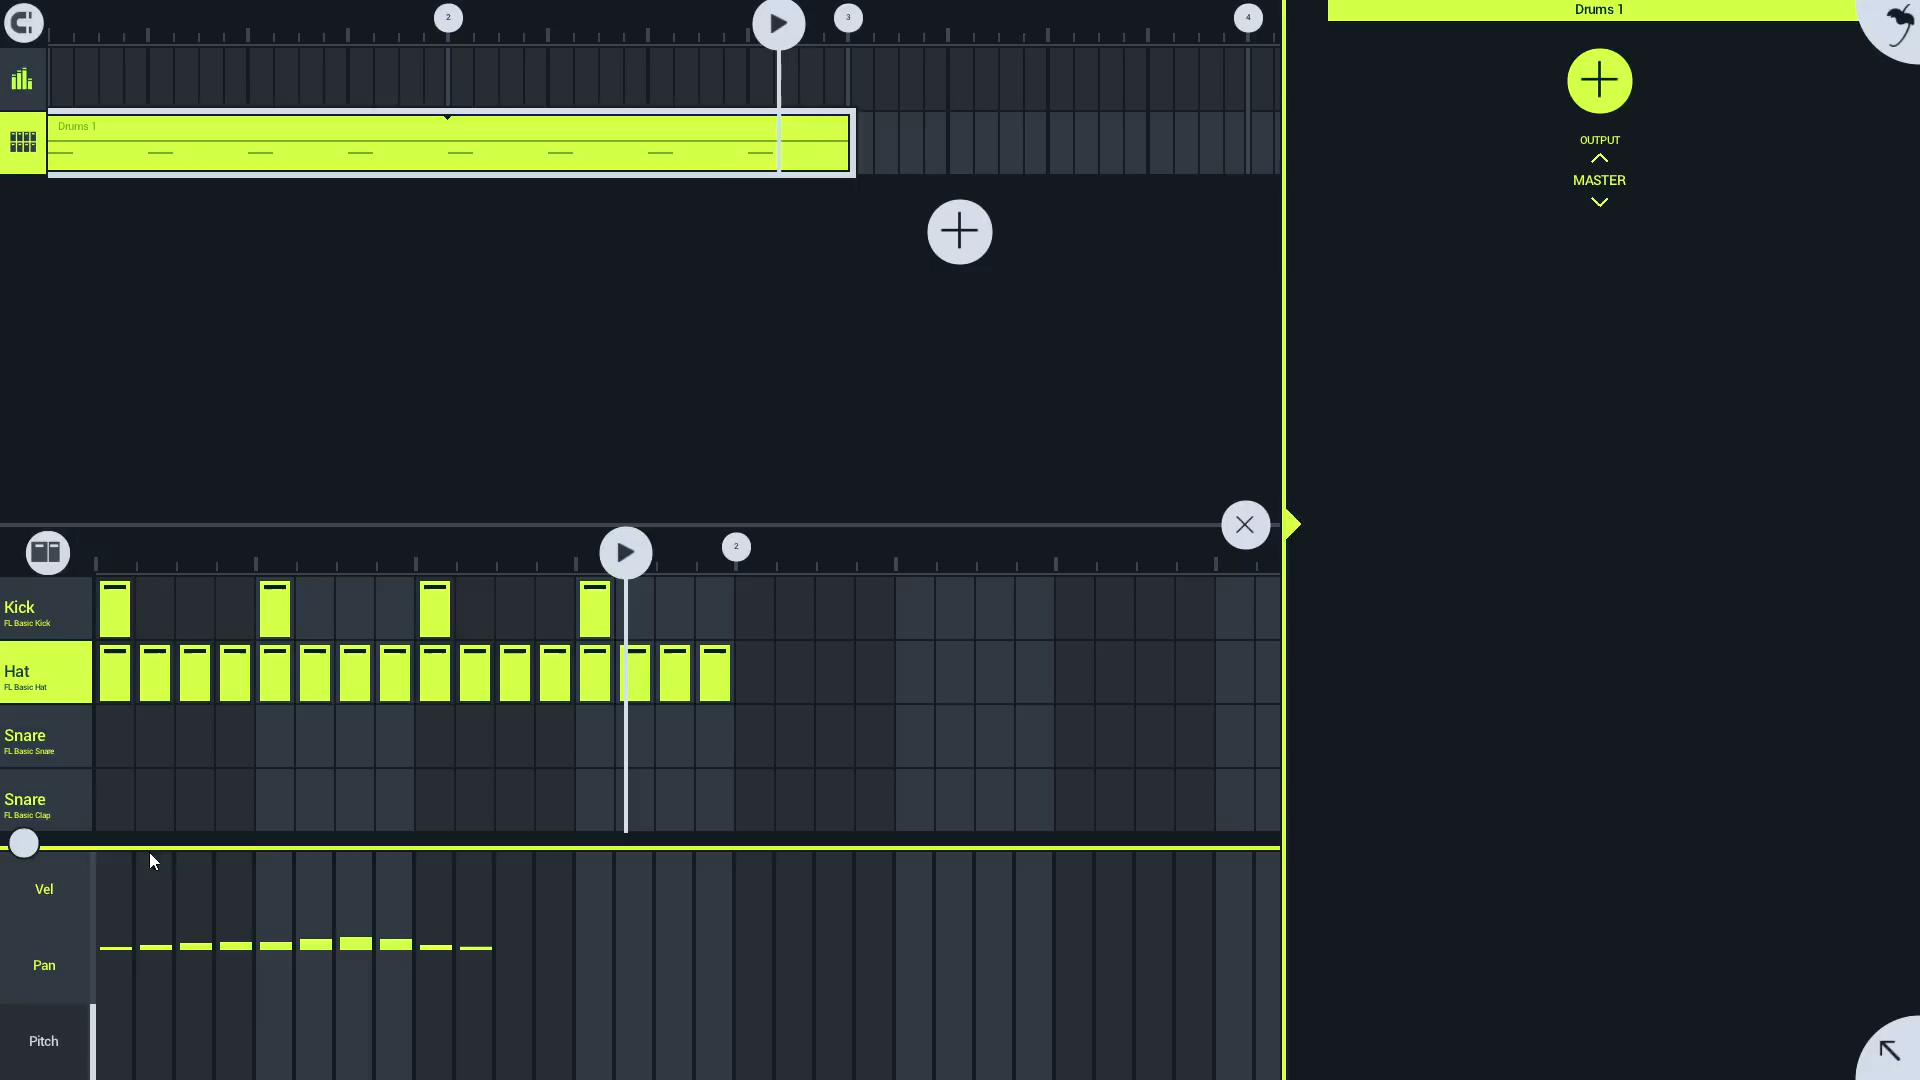 2
3
4
Drums 1
Drums 1
OUTPUT
MASTER
2
Kick
FL Basic Kick
Hat
FL Basic Hat
Snare
FL Basic Snare
Snare
FL Basic Clap
Vel
Pan
Pitch